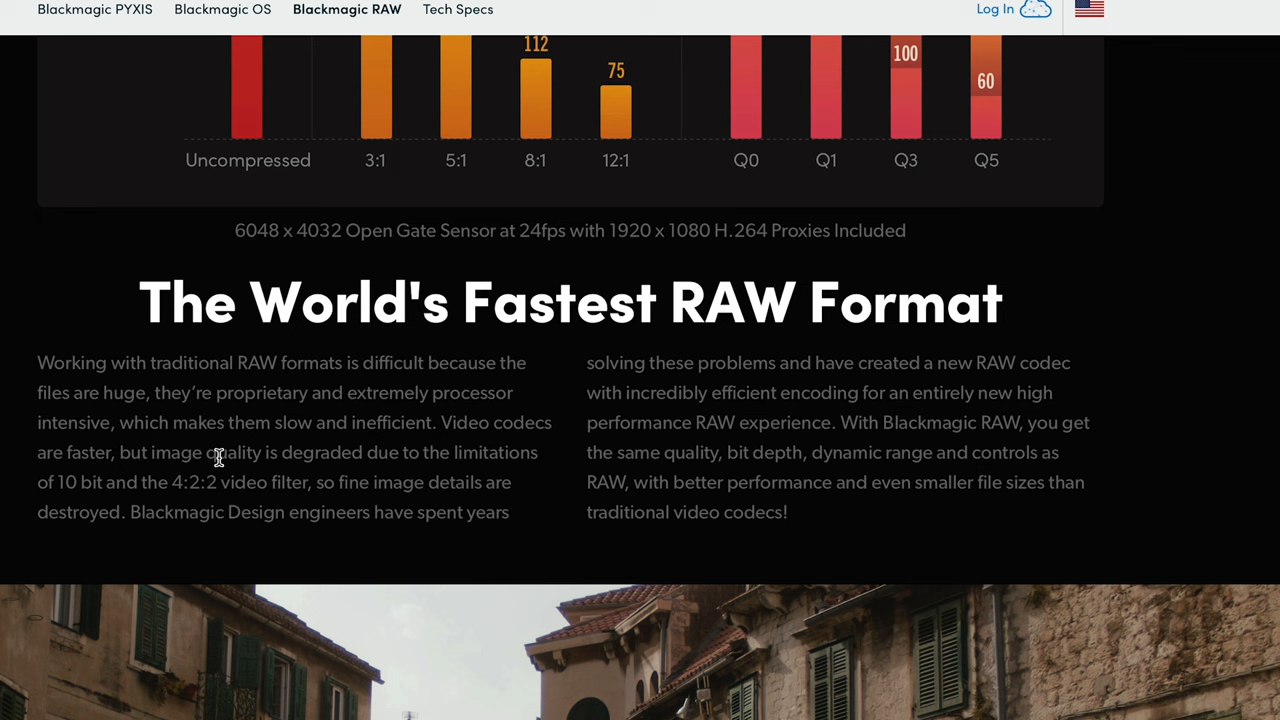 Blackmagic PYXIS Blackmagic OS Blackmagic RAW Tech Specs Log In
112
75
100
60
Uncompressed 3:1 5:1 8:1 12:1 Q0 Q1 Q3 Q5
6048 x 4032 Open Gate Sensor at 24fps with 1920 x 1080 H.264 Proxies Included
The World's Fastest RAW Format
Working with traditional RAW formats is difficult because the
files are huge, they’re proprietary and extremely processor
intensive, which makes them slow and inefficient. Video codecs
are faster, but image quality is degraded due to the limitations
of 10 bit and the 4:2:2 video filter, so fine image details are
destroyed. Blackmagic Design engineers have spent years
solving these problems and have created a new RAW codec
with incredibly efficient encoding for an entirely new high
performance RAW experience. With Blackmagic RAW, you get
the same quality, bit depth, dynamic range and controls as
RAW, with better performance and even smaller file sizes than
traditional video codecs!